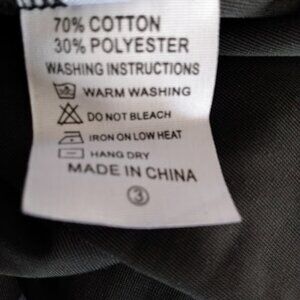 70% COTTON
30% POLYESTER
WASHING INSTRUCTIONS
WARM WASHING
DO NOT BLEACH
IRON ON LOW HEAT
HANG DRY
MADE IN CHINA
3